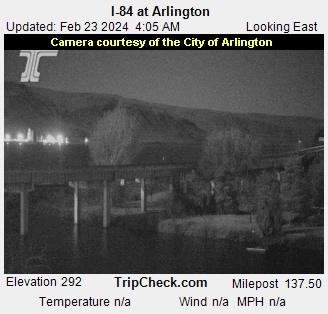 I-84 at Arlington
Updated: Feb 23 2024 4:05 AM Looking East
Camera courtesy of the City of Arlington
Elevation 292 TripCheck.com Milepost 137.50
Temperature n/a Wind n/a MPH n/a